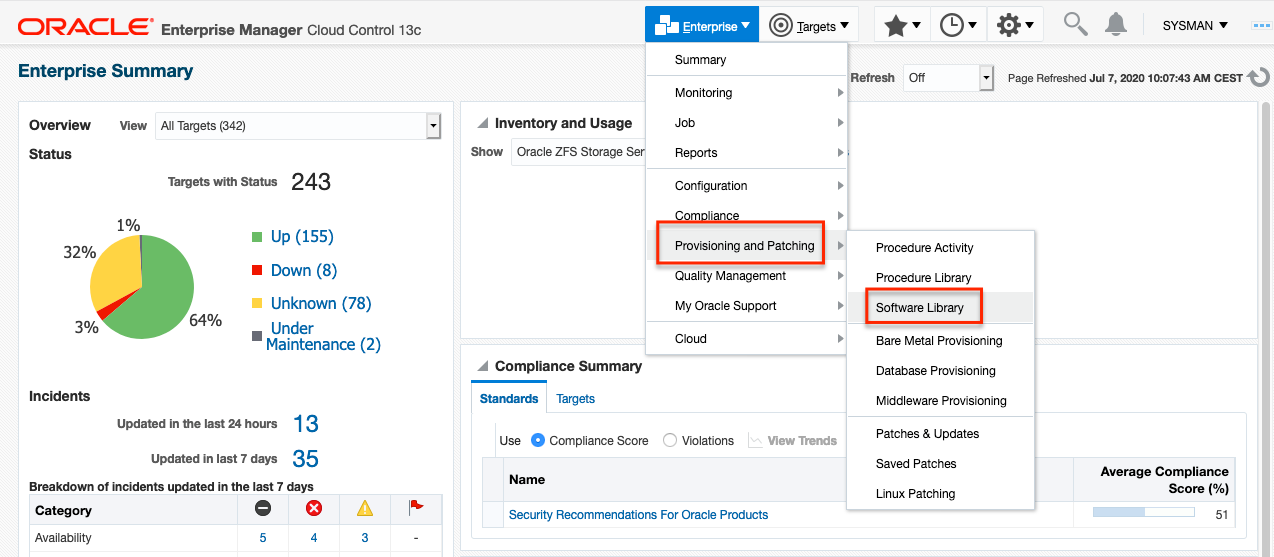 ORACLE Enterprise Manager Cloud Control 13c
Enterprise
Targets
SYSMAN
Enterprise Summary
Refresh Off Page Refreshed Jul 7, 2020 10:07:43 AM CEST
Overview View All Targets (342)
Status
Targets with Status 243
1%
32%
3%
64%
Up (155)
Down (8)
Unknown (78)
Under
Maintenance (2)
Incidents
Updated in the last 24 hours 13
Updated in last 7 days 35
Breakdown of incidents updated in the last 7 days
Category
Availability 5 4 3 -
Inventory and Usage
Show Oracle ZFS Storage Ser
Summary
Monitoring
Job
Reports
Configuration
Compliance
Provisioning and Patching
Quality Management
My Oracle Support
Cloud
Procedure Activity
Procedure Library
Software Library
Bare Metal Provisioning
Database Provisioning
Middleware Provisioning
Patches & Updates
Saved Patches
Linux Patching
Compliance Summary
Standards Targets
Use Compliance Score Violations View Trends
Name
Average Compliance
Score (%)
Security Recommendations For Oracle Products 51